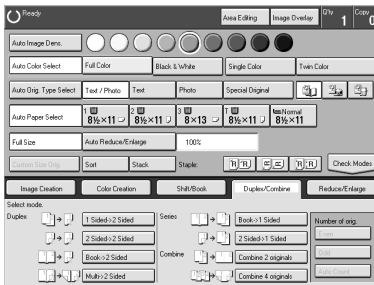 Ready
Area Editing
Image Overlay
Q'ty 1
Copy 0
Auto Image Dens.
Auto Color Select
Full Color
Black & White
Single Color
Twin Color
Auto Orig. Type Select
Text / Photo
Text
Photo
Special Original
Auto Paper Select
1 8½×11
2 8½×11
3 8×13
T 8½×11
Normal 8½×11
Full Size
Auto Reduce/Enlarge
100%
Custom Size Orig.
Sort
Stack
Staple:
Check Modes
Image Creation
Color Creation
Shift/Book
Duplex/Combine
Reduce/Enlarge
Select mode.
Duplex
1 Sided->2 Sided
Series
Book->1 Sided
Number of orig.
2 Sided->2 Sided
2 Sided->1 Sided
Even
Book->2 Sided
Combine
Combine 2 originals
Odd
Multi->2 Sided
Combine 4 originals
Auto Count